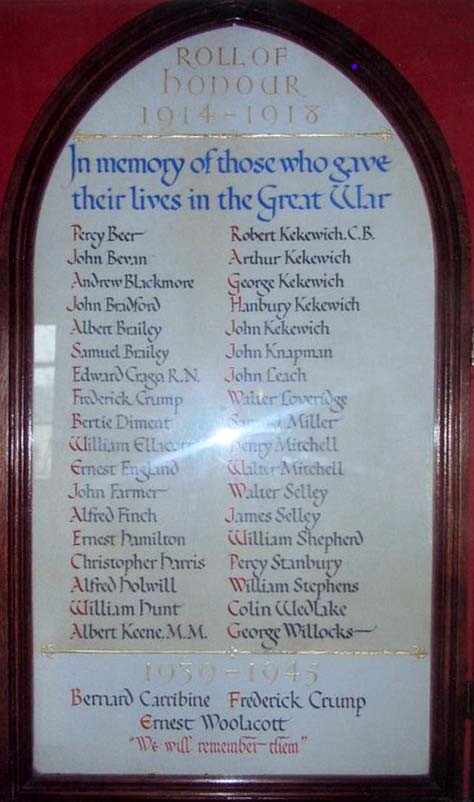 ROLL OF
HONOUR
1914-1918
In memory of those who gave
their lives in the Great War
Percy Beer
John Bevan
Andrew Blackmore
John Bradford
Albert Brailey
Samuel Brailey
Edward Crago. R.N.
Frederick Crump
Bertie Diment
William Ellacott
Ernest England
John Farmer
Alfred Finch
Ernest Hamilton
Christopher Harris
Alfred Holwill
William Hunt
Albert Keene. M.M.
Robert Kekewich. C.B.
Arthur Kekewich
George Kekewich
Hanbury Kekewich
John Kekewich
John Knapman
John Leach
Walter Loveridge
Samuel Miller
Henry Mitchell
Walter Mitchell
Walter Selley
James Selley
William Shepherd
Percy Stanbury
William Stephens
Colin Wedlake
George Willocks
1939-1945
Bernard Carribine Frederick Crump
Ernest Woolacott
"We will remember them"